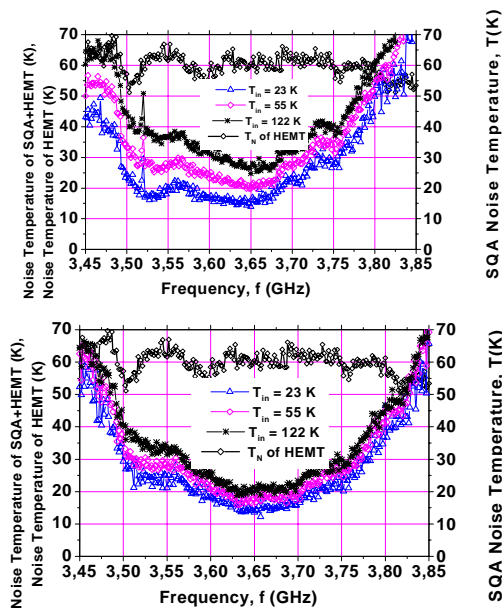 Noise Temperature of SQA+HEMT (K),
Noise Temperature of HEMT (K)
70
60
50
40
30
20
10
0
T_in = 23 K
T_in = 55 K
T_in = 122 K
T_N of HEMT
70
60
50
40
30
20
10
0
SQA Noise Temperature, T(K)
3,45 3,50 3,55 3,60 3,65 3,70 3,75 3,80 3,85
Frequency, f (GHz)
Noise Temperature of SQA+HEMT (K),
Noise Temperature of HEMT (K)
70
60
50
40
30
20
10
0
T_in = 23 K
T_in = 55 K
T_in = 122 K
T_N of HEMT
70
60
50
40
30
20
10
0
SQA Noise Temperature, T(K)
3,45 3,50 3,55 3,60 3,65 3,70 3,75 3,80 3,85
Frequency, f (GHz)